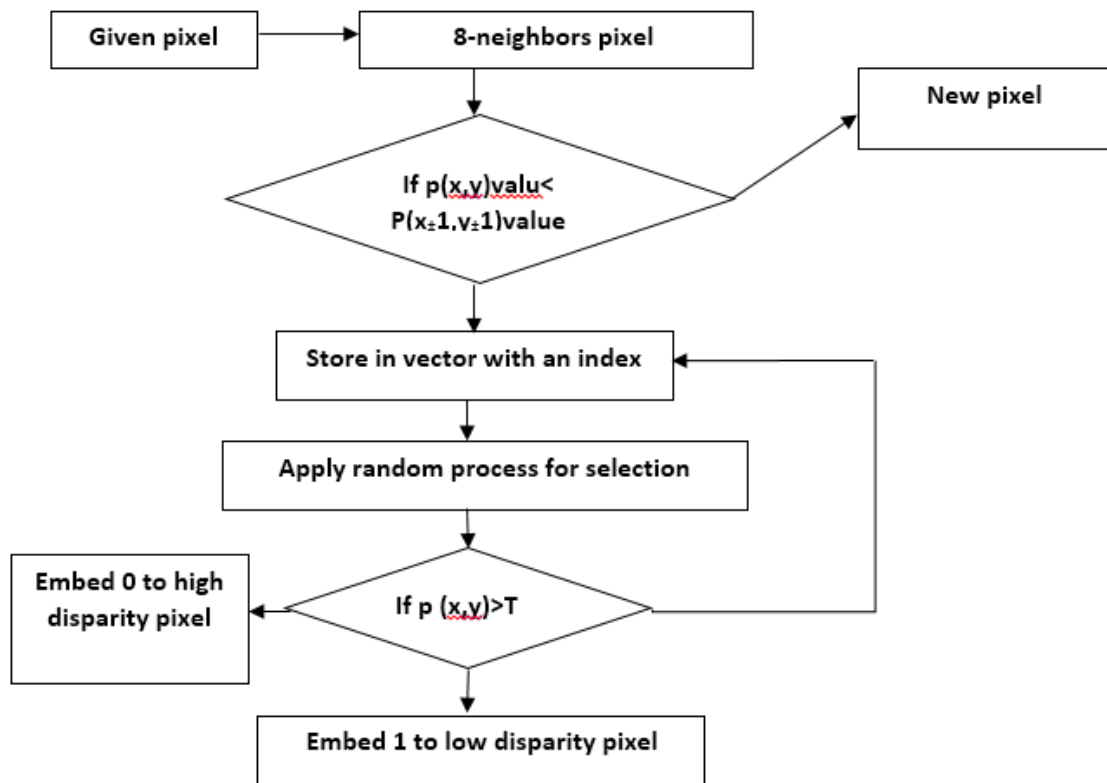 Given pixel
8-neighbors pixel
New pixel
If p(x,y)valu<
P(x±1,y±1)value
Store in vector with an index
Apply random process for selection
Embed 0 to high
disparity pixel
If p (x,y)>T
Embed 1 to low disparity pixel